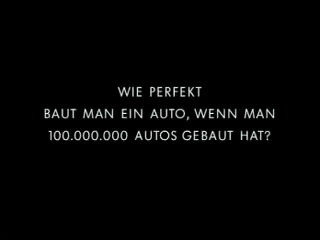 WIE PERFEKT
BAUT MAN EIN AUTO, WENN MAN
100.000.000 AUTOS GEBAUT HAT?